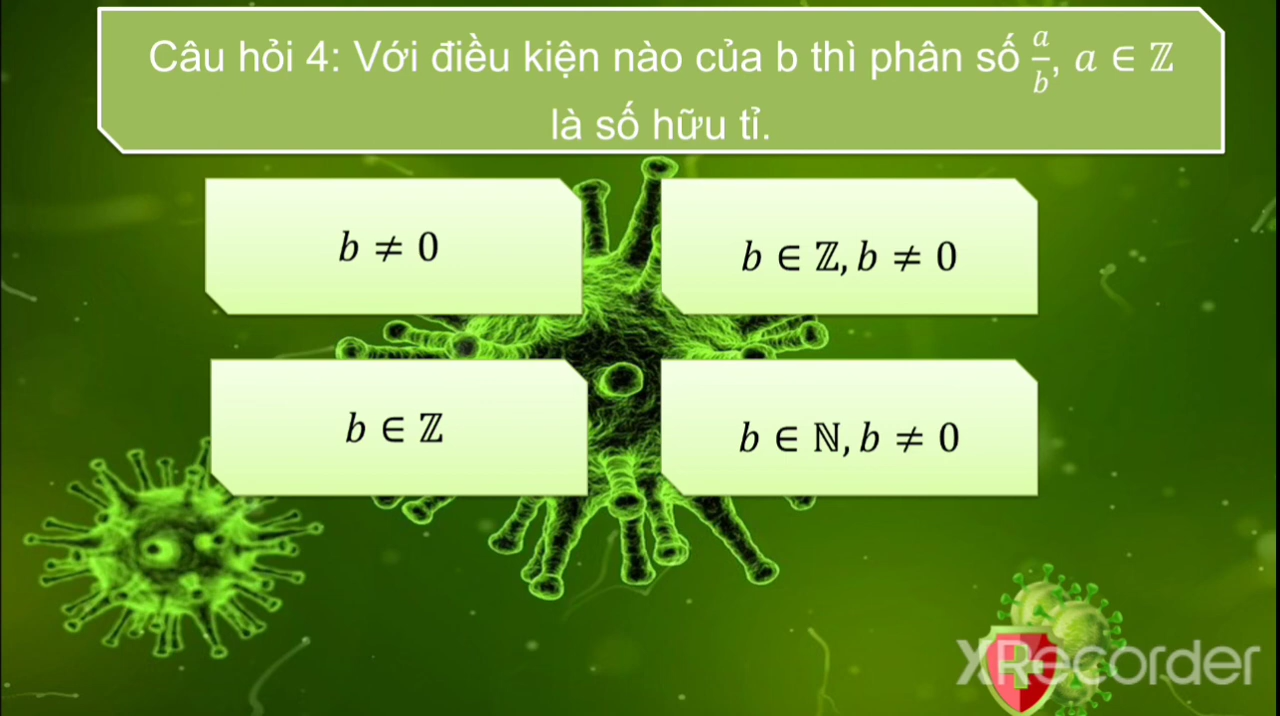 Câu hỏi 4: Với điều kiện nào của b thì phân số a/b, a ∈ ℤ
là số hữu tỉ.
b ≠ 0
b ∈ ℤ, b ≠ 0
b ∈ ℤ
b ∈ ℕ, b ≠ 0
XRecorder